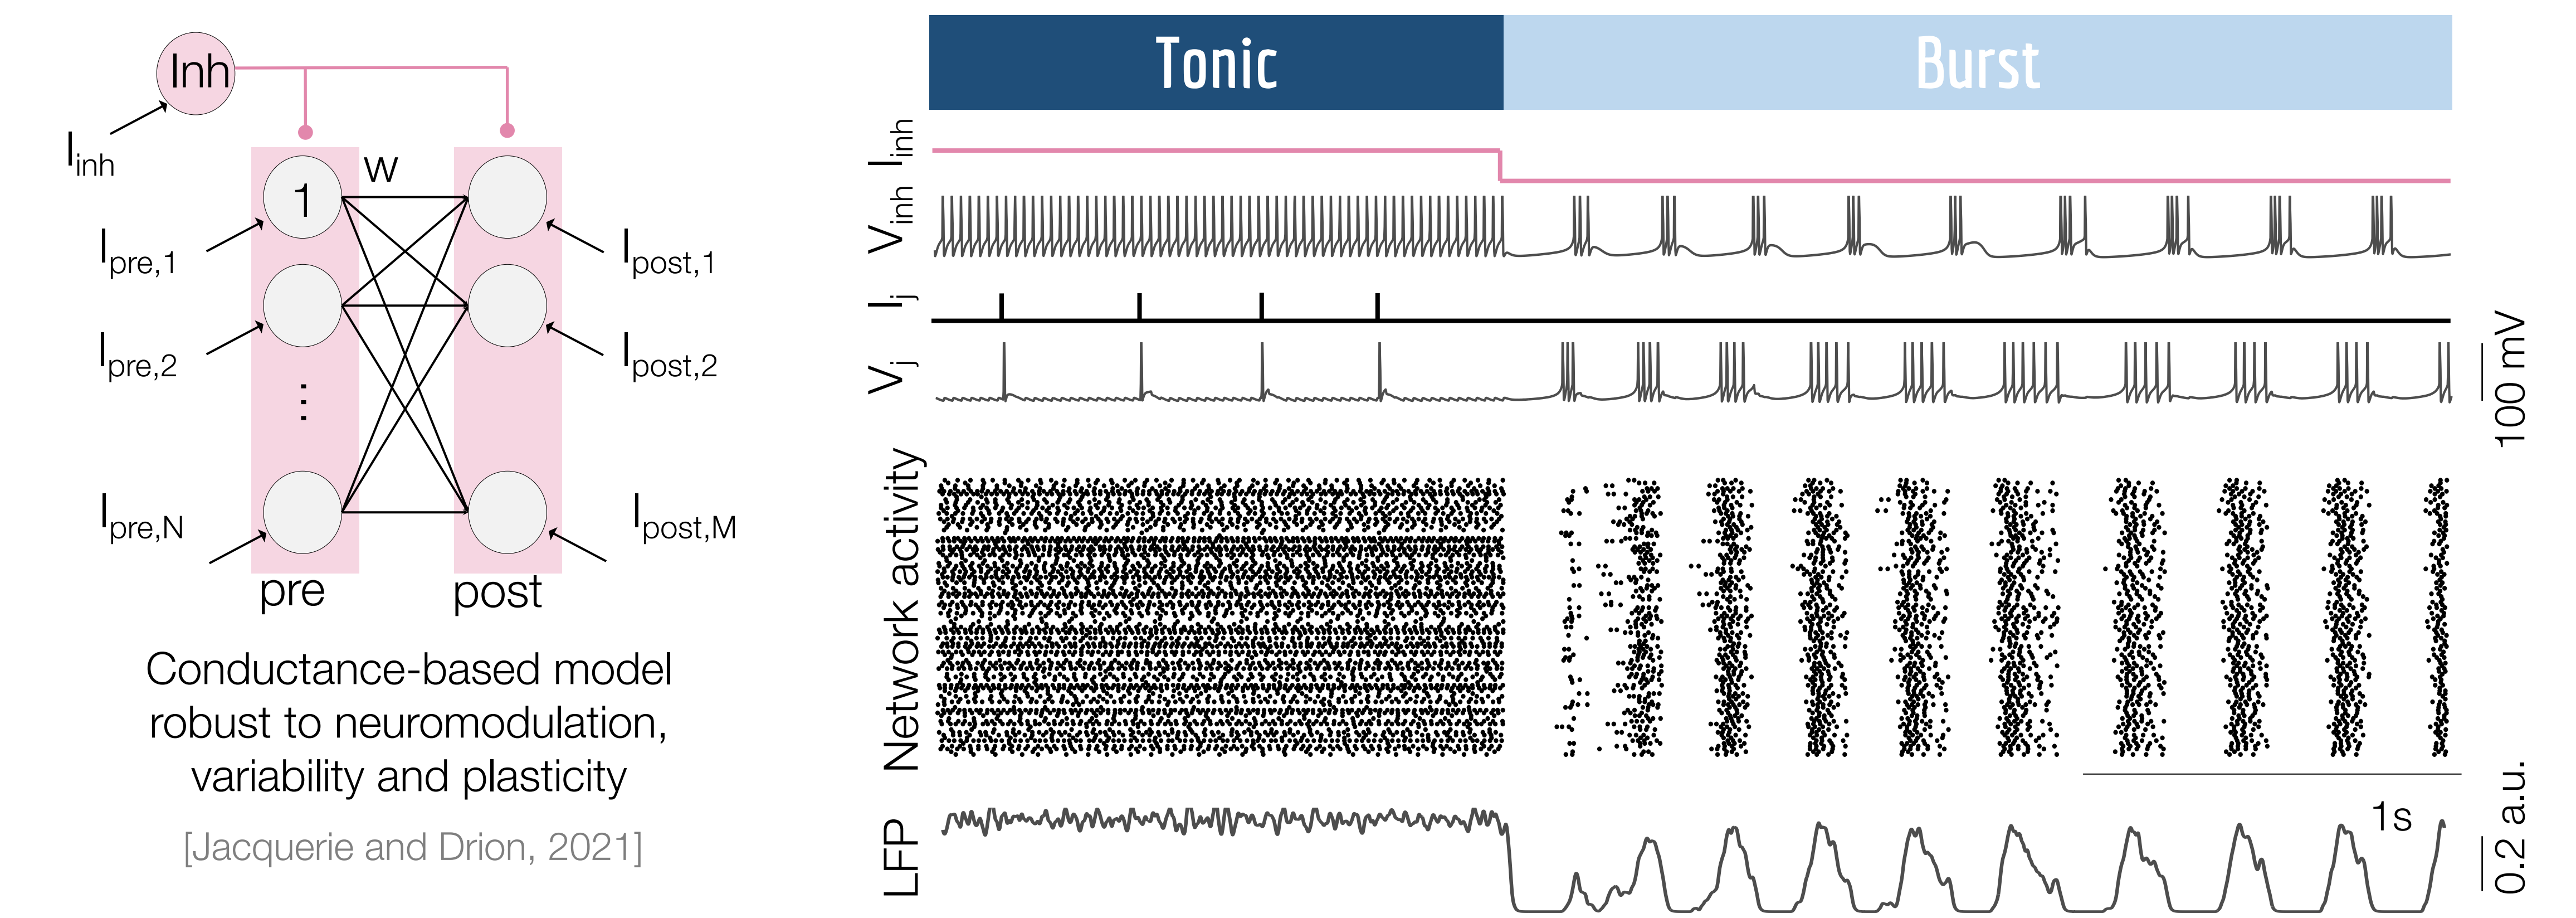 Inh
I_inh
1
w
I_pre,1
I_post,1
I_pre,2
I_post,2
...
I_pre,N
I_post,M
pre
post
Conductance-based model
robust to neuromodulation,
variability and plasticity
[Jacquerie and Drion, 2021]
Tonic
Burst
I_inh
V_inh
I_j
V_j
100 mV
Network activity
1s
LFP
0.2 a.u.